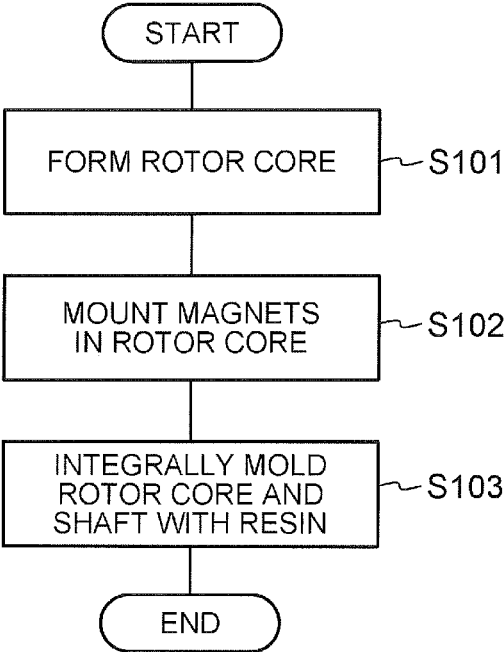 START
FORM ROTOR CORE
S101
MOUNT MAGNETS
IN ROTOR CORE
S102
INTEGRALLY MOLD
ROTOR CORE AND
SHAFT WITH RESIN
S103
END